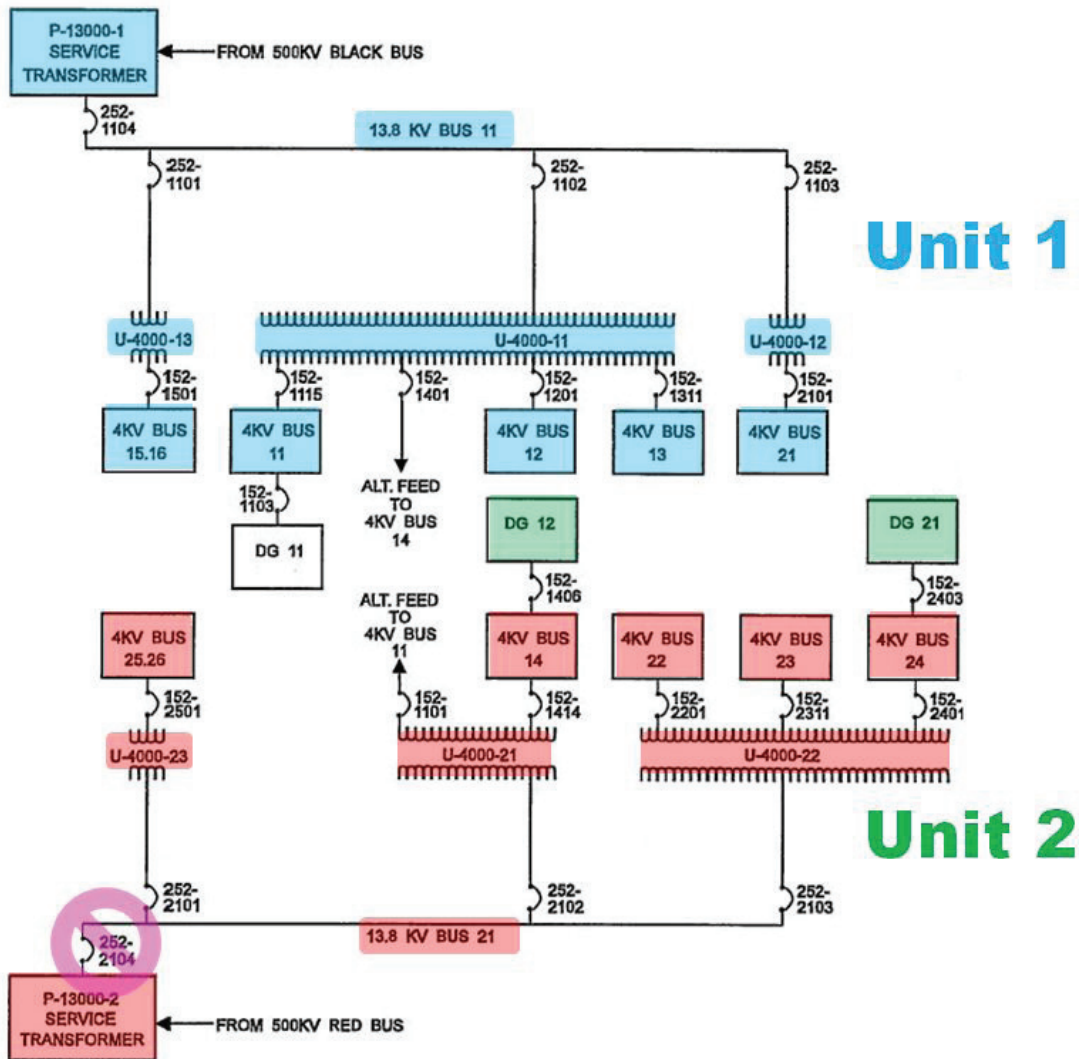 P-13000-1
SERVICE
TRANSFORMER
FROM 500KV BLACK BUS
252-
1104
13.8 KV BUS 11
252-
1101
252-
1102
252-
1103
Unit 1
U-4000-13
U-4000-11
U-4000-12
152-
1501
152-
1115
152-
1401
152-
1201
152-
1311
152-
2101
4KV BUS
15.16
4KV BUS
11
4KV BUS
12
4KV BUS
13
4KV BUS
21
152-
1103
ALT. FEED
TO
4KV BUS
14
DG 11
DG 12
DG 21
152-
1406
152-
2403
ALT. FEED
TO
4KV BUS
11
4KV BUS
25.26
4KV BUS
14
4KV BUS
22
4KV BUS
23
4KV BUS
24
152-
2501
152-
1101
152-
1414
152-
2201
152-
2311
152-
2401
U-4000-23
U-4000-21
U-4000-22
Unit 2
252-
2101
252-
2102
252-
2103
13.8 KV BUS 21
252-
2104
P-13000-2
SERVICE
TRANSFORMER
FROM 500KV RED BUS